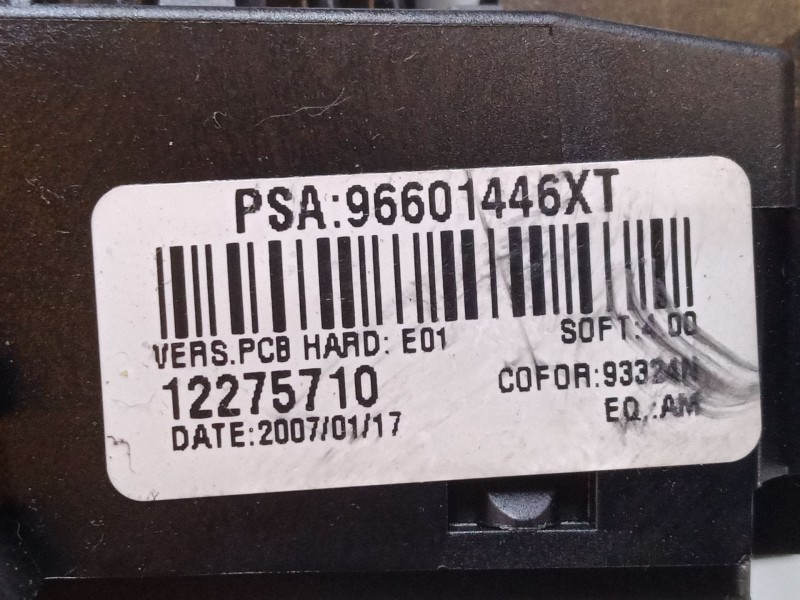 PSA:96601446XT
VERS.PCB HARD: E01 SOFT:4.00
12275710 COFOR:93324N
DATE:2007/01/17 EQ.:AM